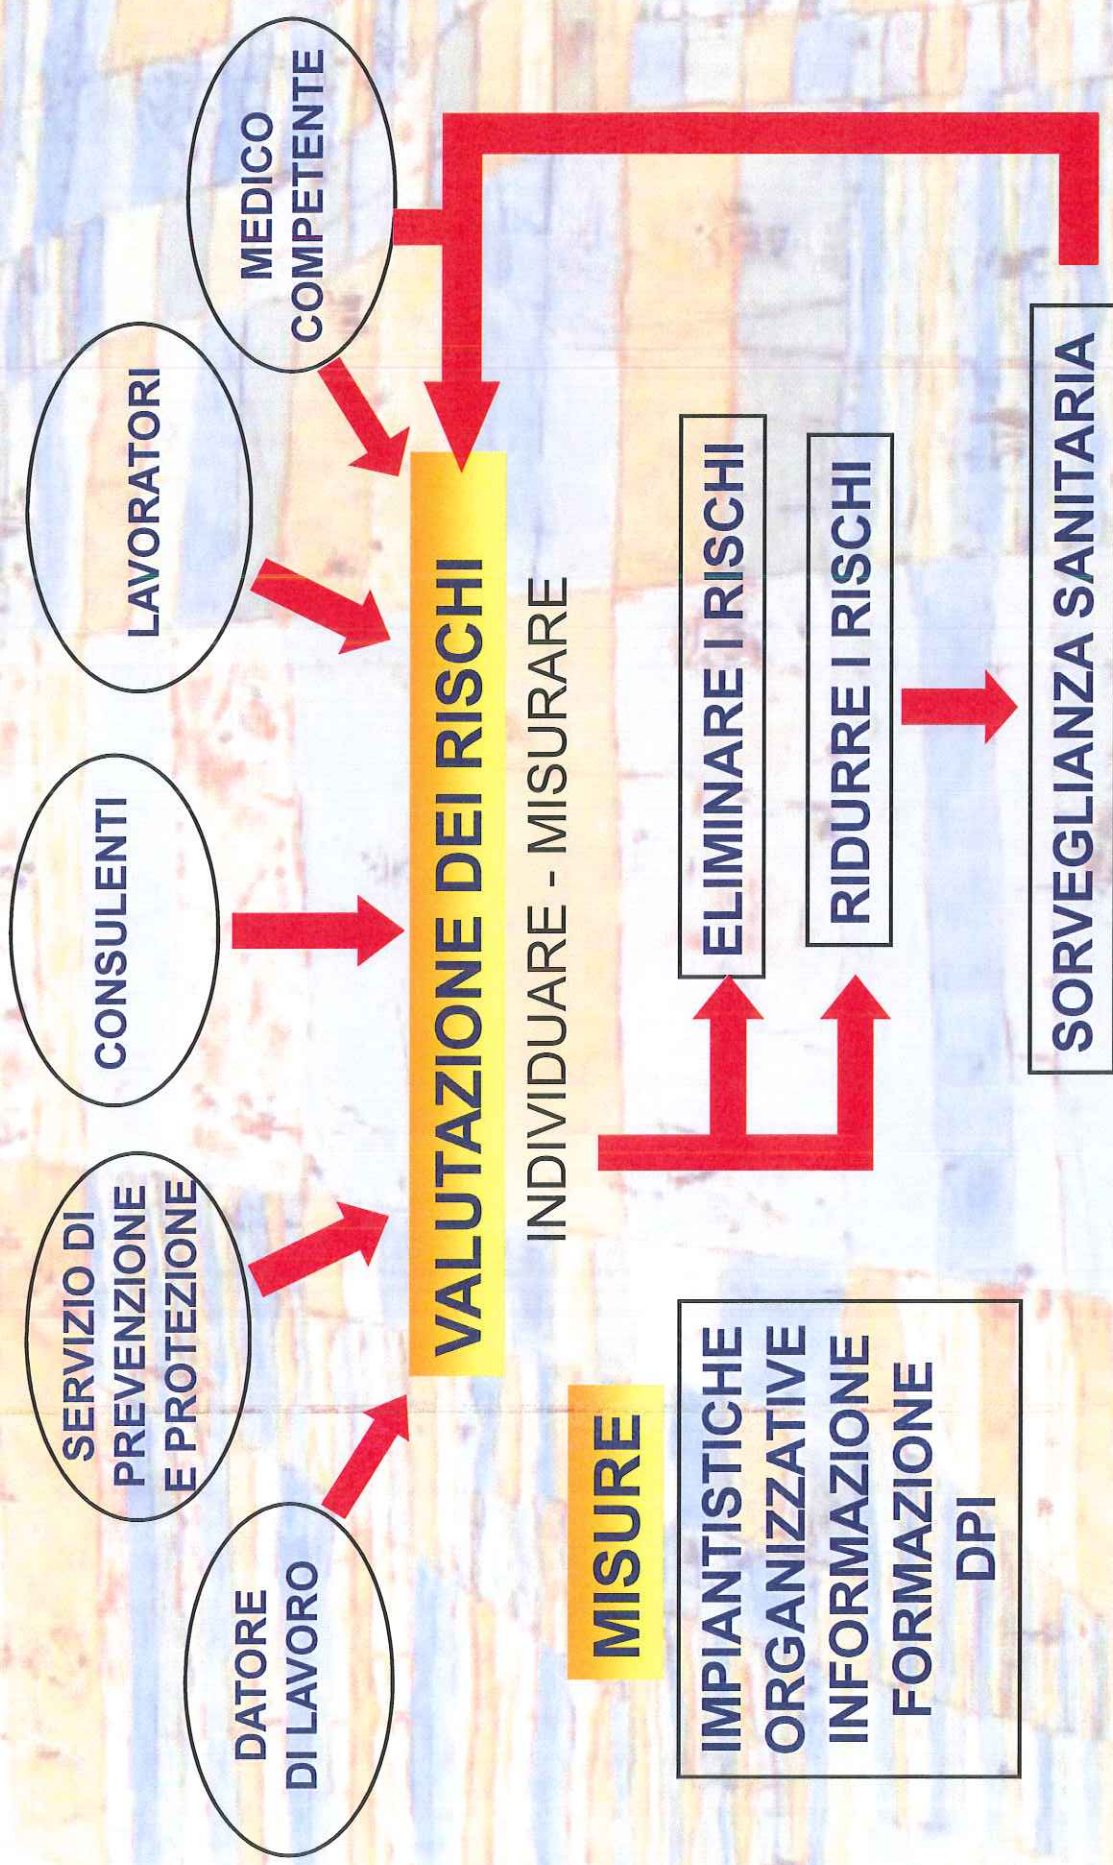 DATORE
DI LAVORO
SERVIZIO DI
PREVENZIONE
E PROTEZIONE
CONSULENTI
LAVORATORI
MEDICO
COMPETENTE
VALUTAZIONE DEI RISCHI
INDIVIDUARE - MISURARE
MISURE
IMPIANTISTICHE
ORGANIZZATIVE
INFORMAZIONE
FORMAZIONE
DPI
ELIMINARE I RISCHI
RIDURRE I RISCHI
SORVEGLIANZA SANITARIA